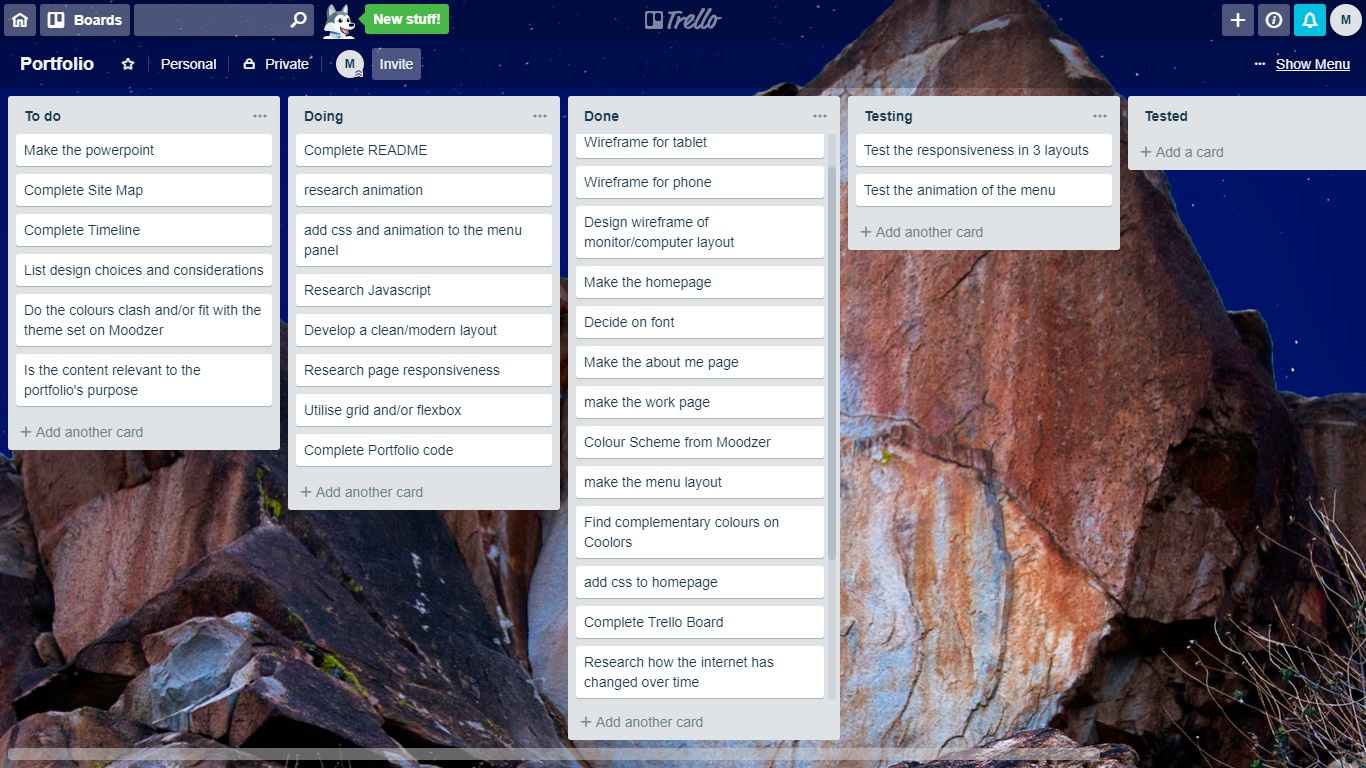 Boards
New stuff!
Trello
M
Portfolio
Personal
Private
M
Invite
Show Menu
To do
Make the powerpoint
Complete Site Map
Complete Timeline
List design choices and considerations
Do the colours clash and/or fit with the
theme set on Moodzer
Is the content relevant to the
portfolio's purpose
+ Add another card
Doing
Complete README
research animation
add css and animation to the menu
panel
Research Javascript
Develop a clean/modern layout
Research page responsiveness
Utilise grid and/or flexbox
Complete Portfolio code
+ Add another card
Done
Wireframe for tablet
Wireframe for phone
Design wireframe of
monitor/computer layout
Make the homepage
Decide on font
Make the about me page
make the work page
Colour Scheme from Moodzer
make the menu layout
Find complementary colours on
Coolors
add css to homepage
Complete Trello Board
Research how the internet has
changed over time
+ Add another card
Testing
Test the responsiveness in 3 layouts
Test the animation of the menu
+ Add another card
Tested
+ Add a card